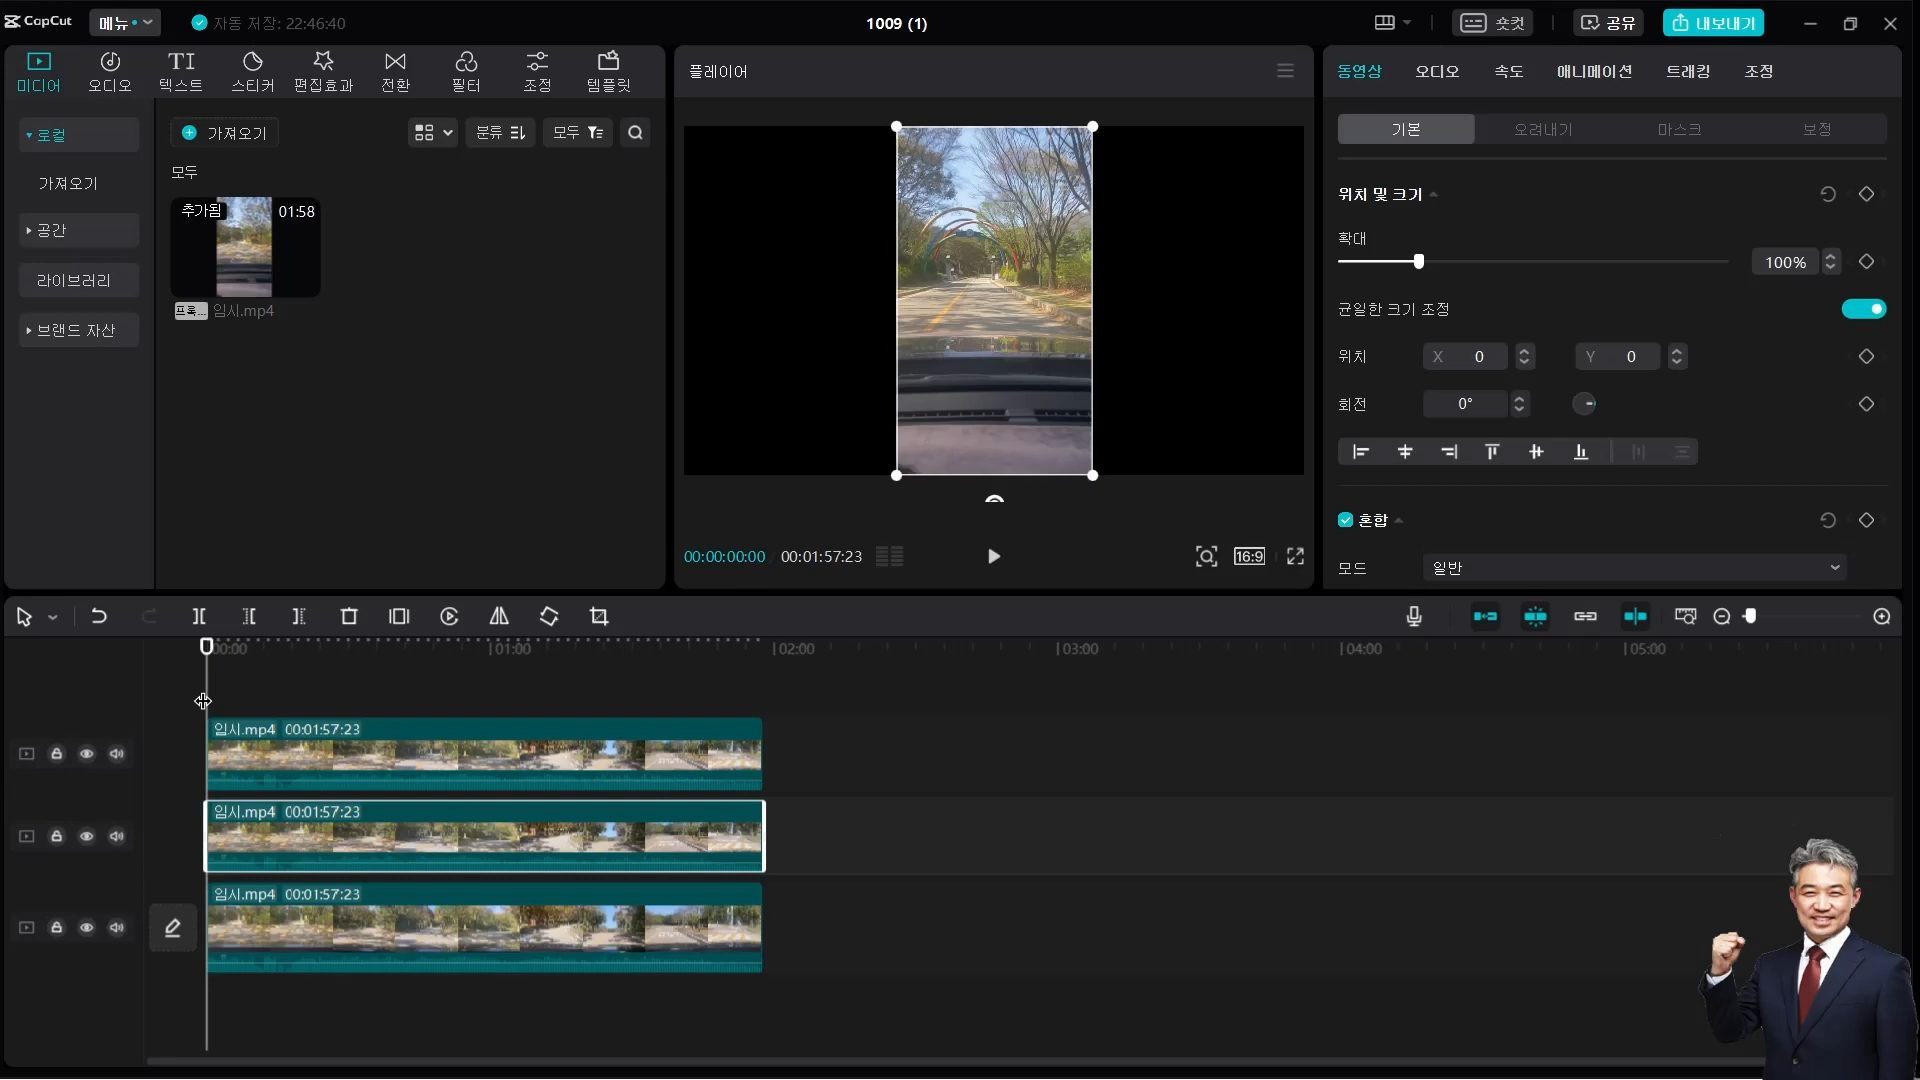 CapCut
메뉴
자동 저장: 22:46:40
1009 (1)
숏컷
공유
내보내기
미디어
오디오
텍스트
스티커
편집효과
전환
필터
조정
템플릿
로컬
가져오기
공간
라이브러리
브랜드 자산
가져오기
분류
모두
모두
추가됨
01:58
프록...
임시.mp4
플레이어
00:00:00:00
00:01:57:23
16:9
동영상
오디오
속도
애니메이션
트래킹
조정
기본
오려내기
마스크
보정
위치 및 크기
확대
100%
균일한 크기 조정
위치
X 0
Y 0
회전
0°
혼합
모드
일반
00:00
01:00
02:00
03:00
04:00
05:00
임시.mp4 00:01:57:23
임시.mp4 00:01:57:23
임시.mp4 00:01:57:23